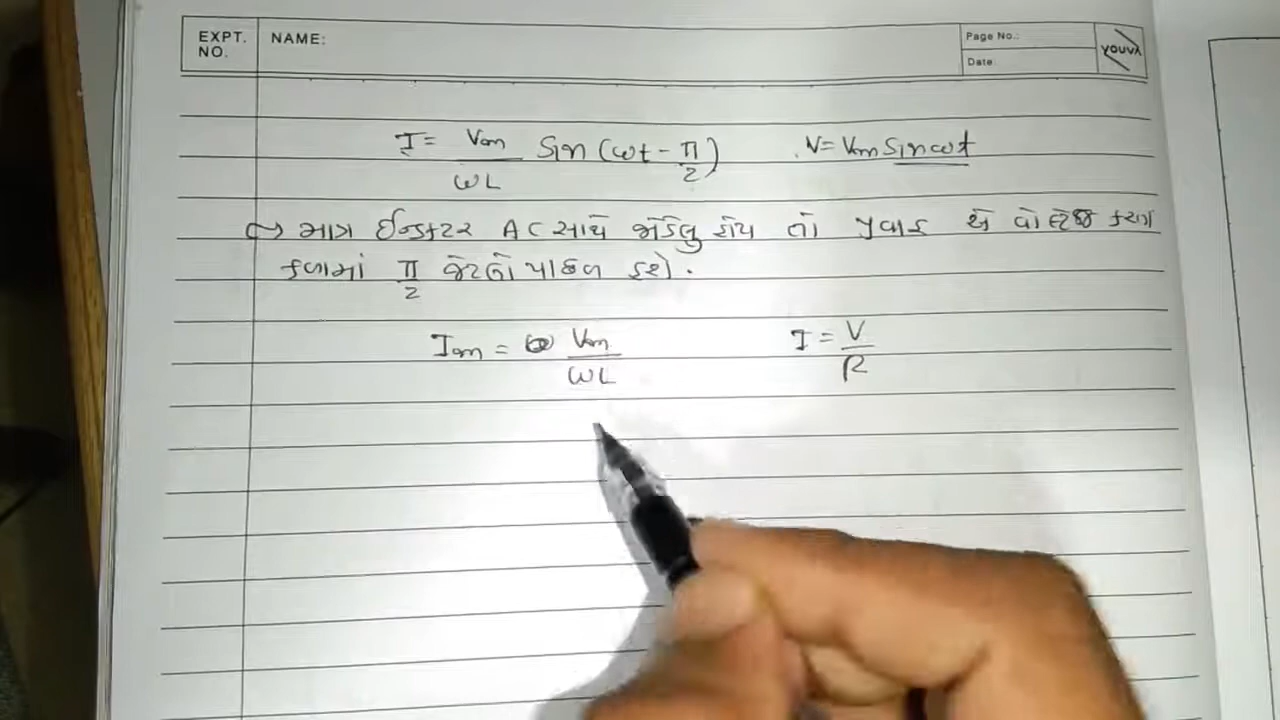 EXPT. NO. NAME: Page No.: Date youva
I = Vm/ωL Sin (ωt - π/2) V = Vm Sinωt
→ માત્ર ઈન્ડક્ટર AC સાથે જોડેલુ હોય તો પ્રવાહ એ વોલ્ટેજ કરતા
કળામાં π/2 જેટલો પાછળ હશે.
Im = Vm/ωL I = V/R